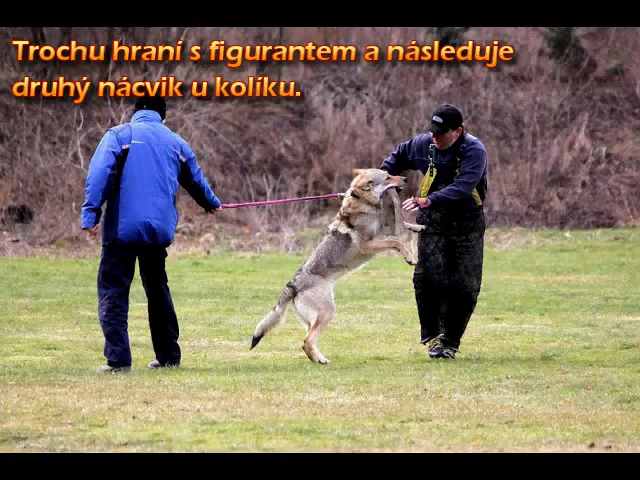 Trochu hraní s figurantem a následuje
druhý nácvik u kolíku.